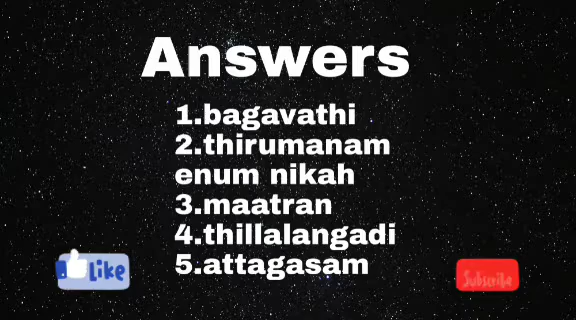 Answers
1.bagavathi
2.thirumanam
enum nikah
3.maatran
4.thillalangadi
5.attagasam
Like
Subscribe